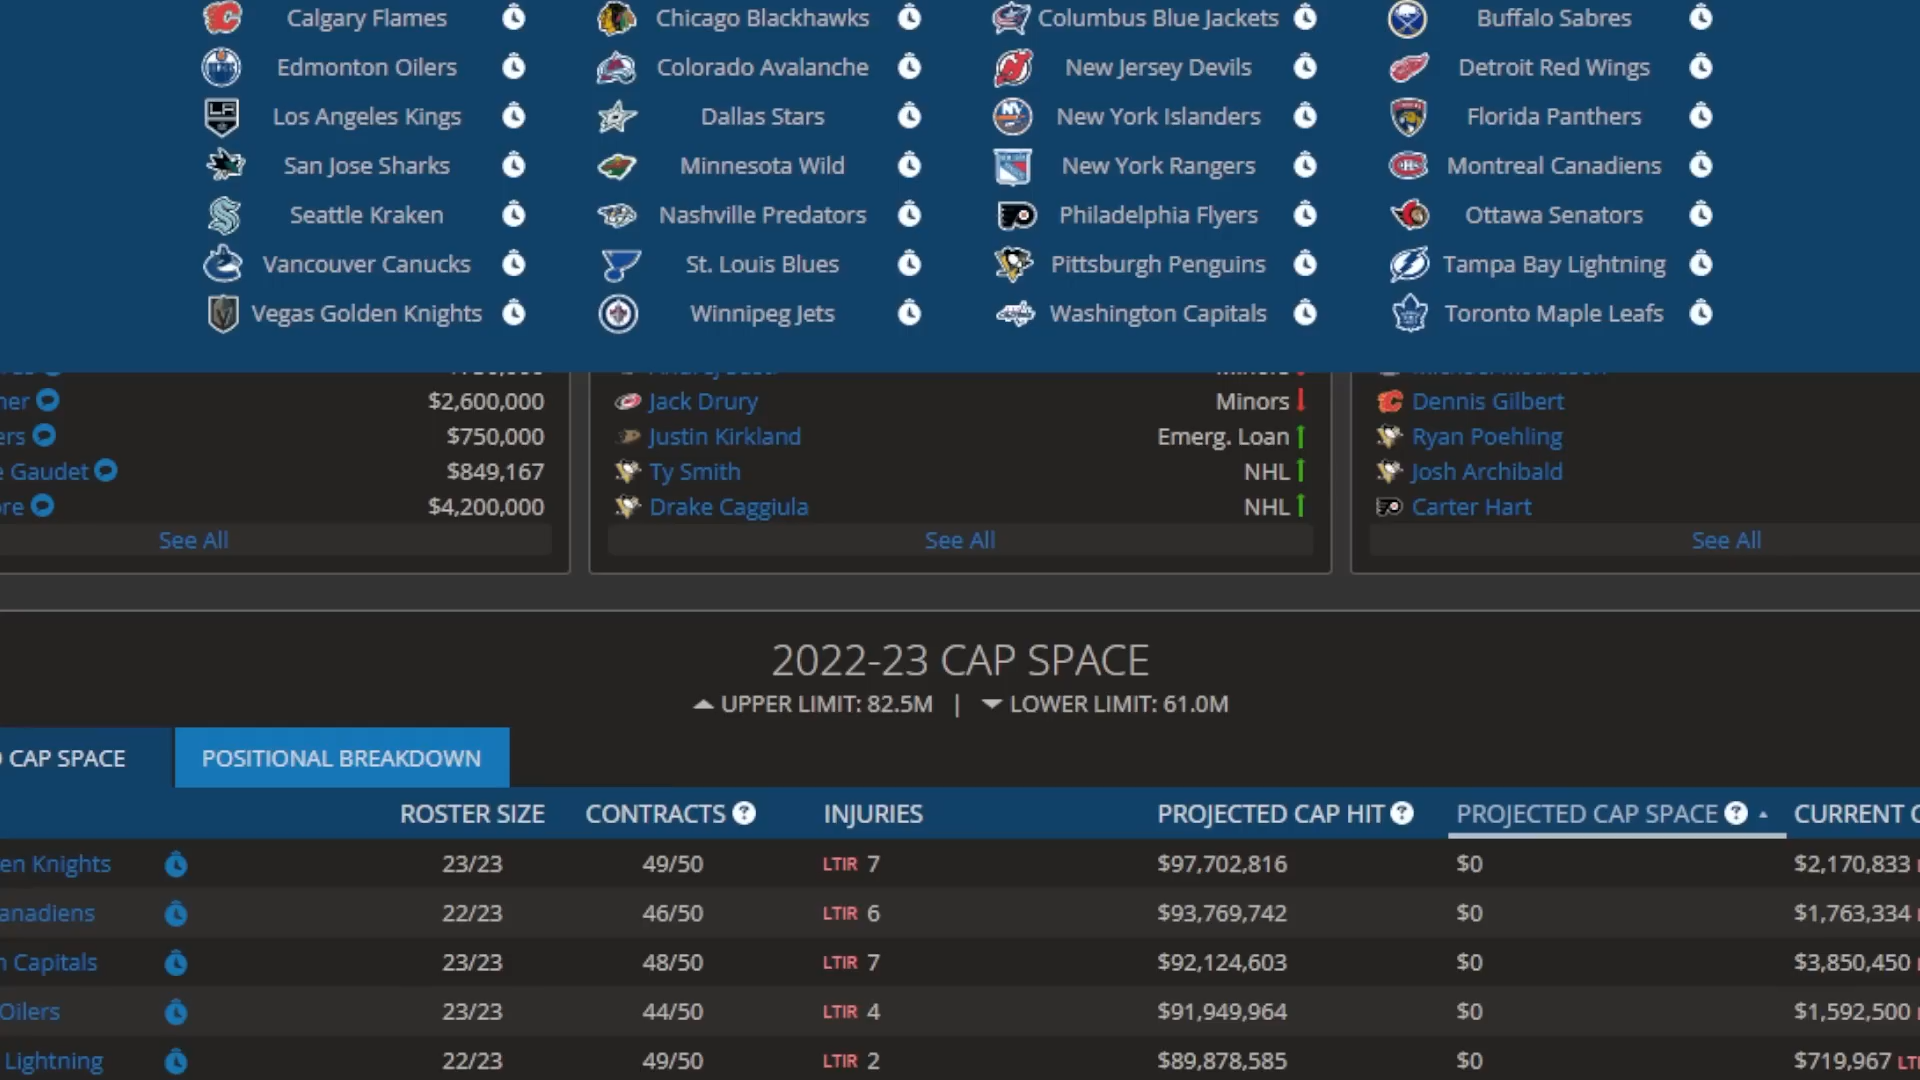 Calgary Flames Chicago Blackhawks Columbus Blue Jackets Buffalo Sabres
Edmonton Oilers Colorado Avalanche New Jersey Devils Detroit Red Wings
Los Angeles Kings Dallas Stars New York Islanders Florida Panthers
San Jose Sharks Minnesota Wild New York Rangers Montreal Canadiens
Seattle Kraken Nashville Predators Philadelphia Flyers Ottawa Senators
Vancouver Canucks St. Louis Blues Pittsburgh Penguins Tampa Bay Lightning
Vegas Golden Knights Winnipeg Jets Washington Capitals Toronto Maple Leafs
ner $2,600,000 Jack Drury Minors Dennis Gilbert
ers $750,000 Justin Kirkland Emerg. Loan Ryan Poehling
e Gaudet $849,167 Ty Smith NHL Josh Archibald
ore $4,200,000 Drake Caggiula NHL Carter Hart
See All See All See All
2022-23 CAP SPACE
UPPER LIMIT: 82.5M | LOWER LIMIT: 61.0M
CAP SPACE POSITIONAL BREAKDOWN
ROSTER SIZE CONTRACTS INJURIES PROJECTED CAP HIT PROJECTED CAP SPACE CURRENT C
en Knights 23/23 49/50 LTIR 7 $97,702,816 $0 $2,170,833
anadiens 22/23 46/50 LTIR 6 $93,769,742 $0 $1,763,334
n Capitals 23/23 48/50 LTIR 7 $92,124,603 $0 $3,850,450
Oilers 23/23 44/50 LTIR 4 $91,949,964 $0 $1,592,500
Lightning 22/23 49/50 LTIR 2 $89,878,585 $0 $719,967 LTI